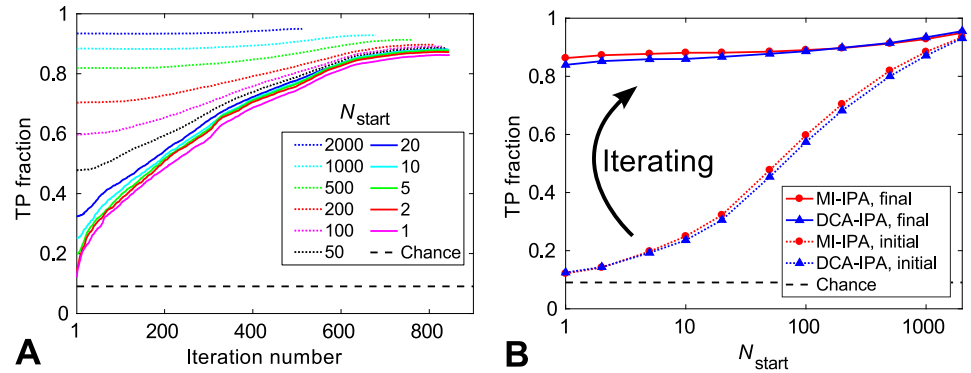 1
0.8
0.6
0.4
0.2
0
TP fraction
1
200
400
600
800
Iteration number
N start
2000
1000
500
200
100
50
20
10
5
2
1
Chance
A
1
0.8
0.6
0.4
0.2
0
TP fraction
Iterating
MI-IPA, final
DCA-IPA, final
MI-IPA, initial
DCA-IPA, initial
Chance
1
10
100
1000
N start
B